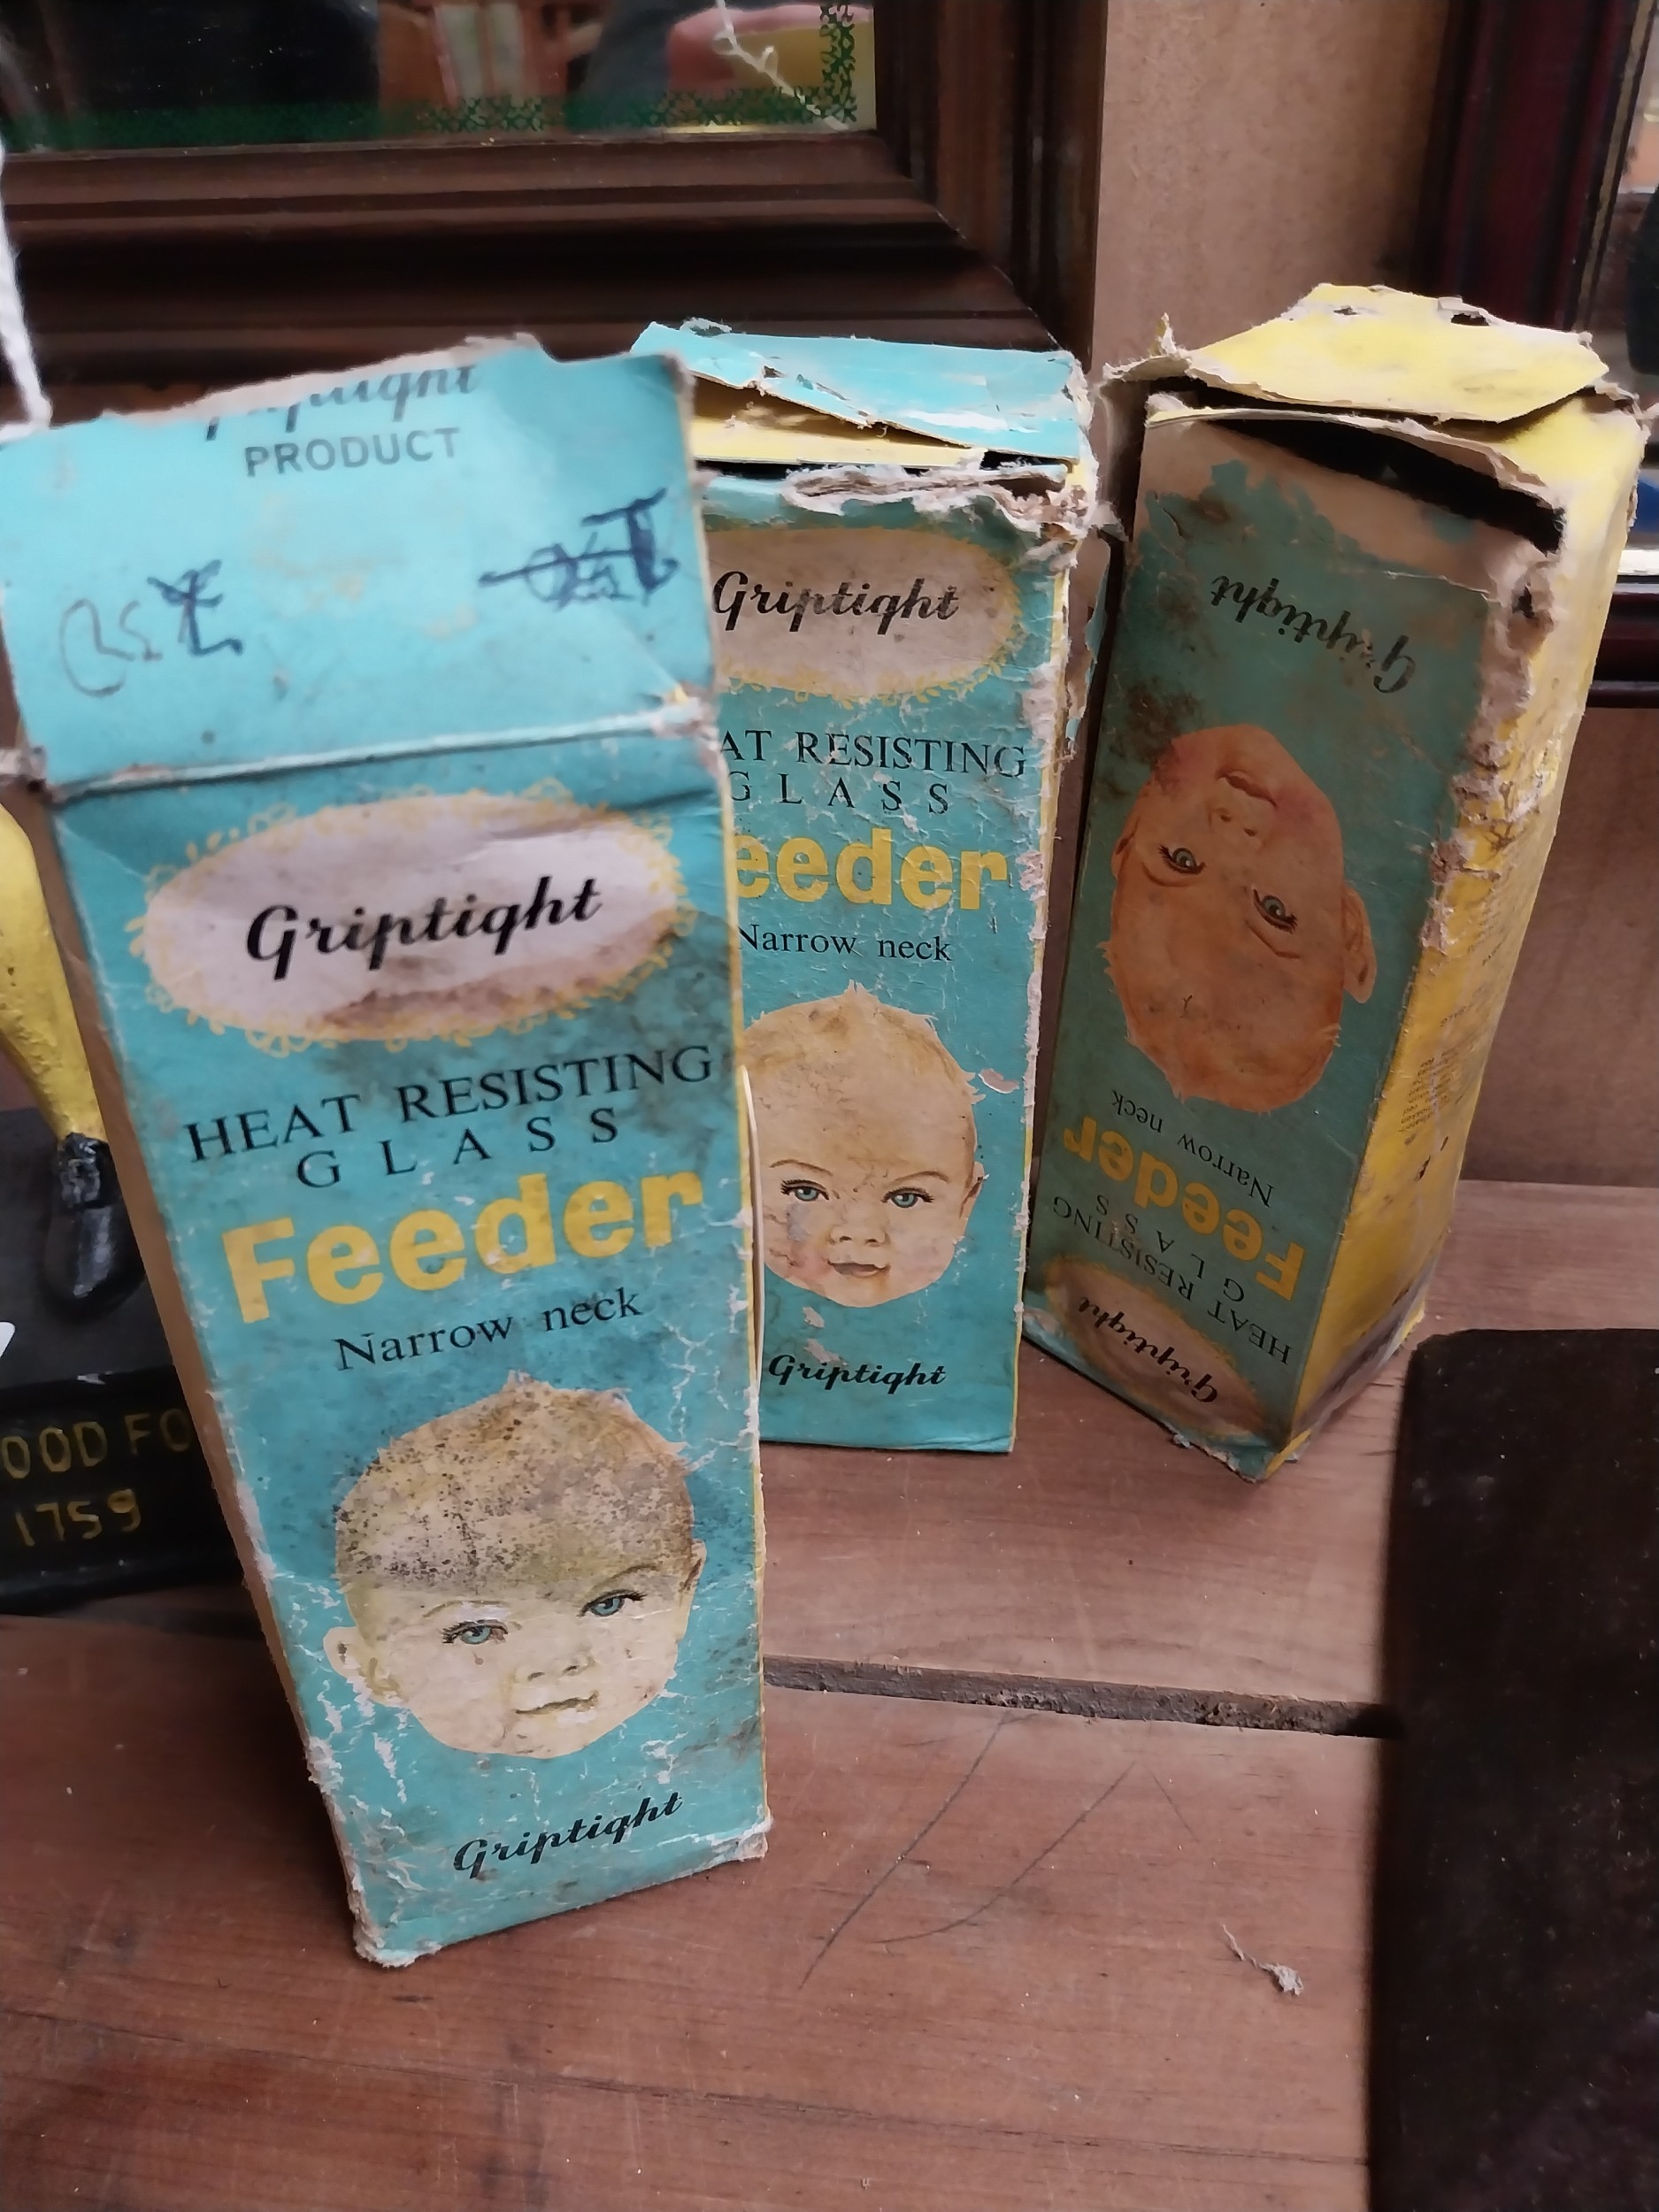 Griptight
PRODUCT
Griptight
HEAT RESISTING
GLASS
Feeder
Narrow neck
Griptight
Griptight
AT RESISTING
GLASS
eeder
Narrow neck
Griptight
Griptight
HEAT RESISTING
GLASS
Feeder
Narrow neck
Griptight
OOD FO
1759